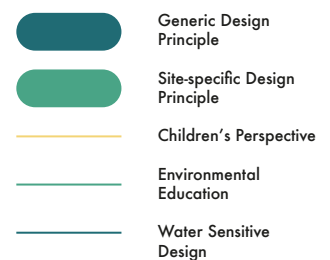 Generic Design
Principle
Site-specific Design
Principle
Children’s Perspective
Environmental
Education
Water Sensitive
Design